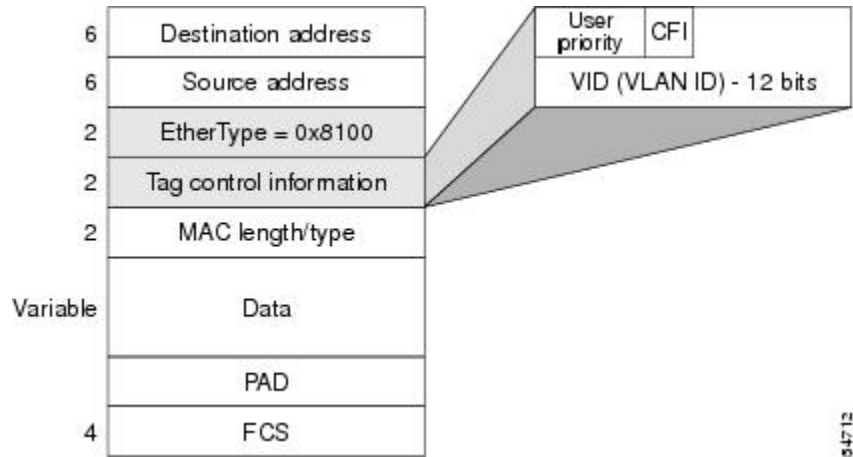 6 Destination address
6 Source address
2 EtherType = 0x8100
2 Tag control information
2 MAC length/type
Variable Data
PAD
4 FCS
User
priority
CFI
VID (VLAN ID) - 12 bits
54712